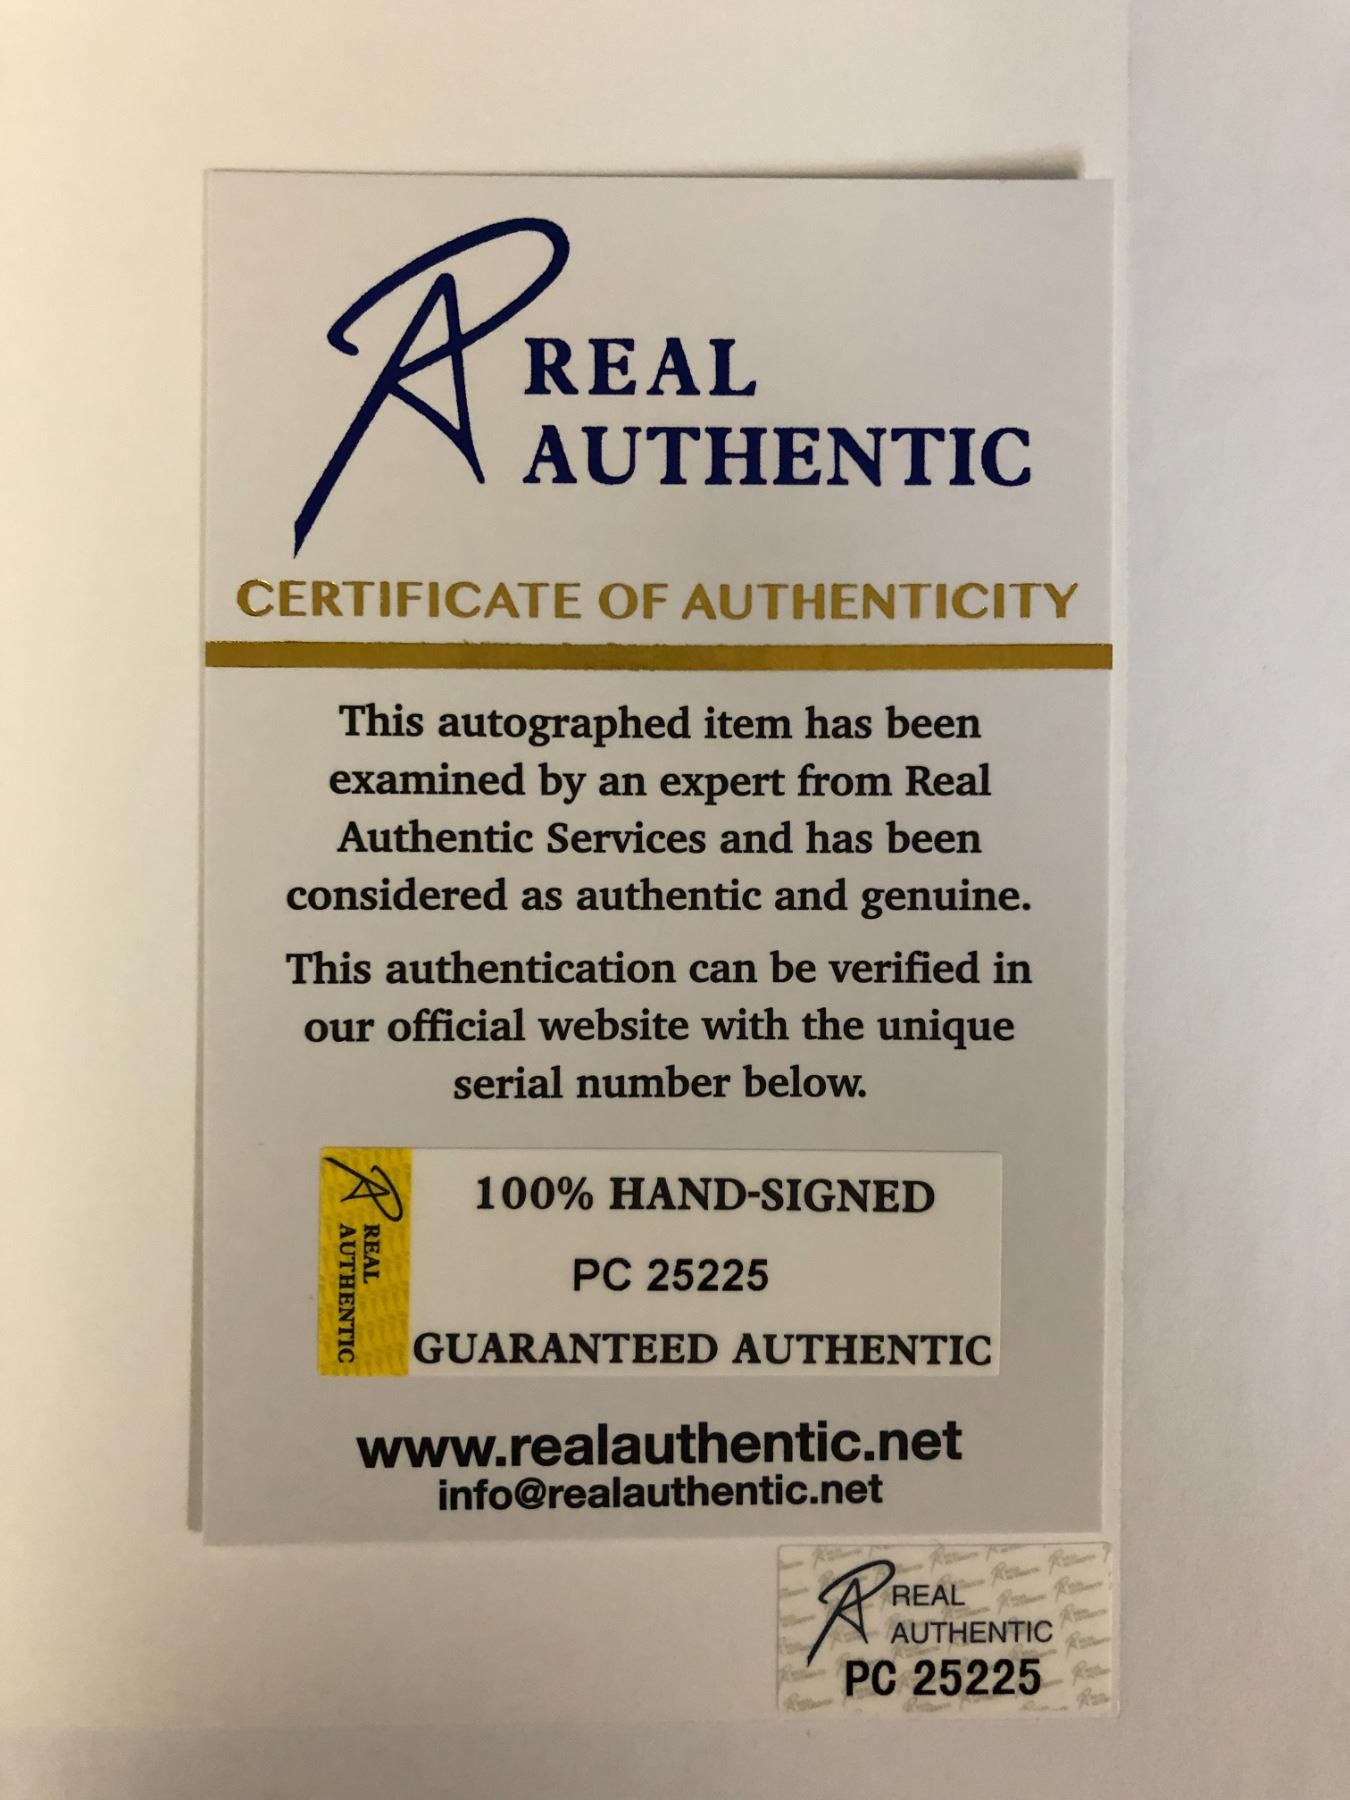 REAL
AUTHENTIC
CERTIFICATE OF AUTHENTICITY
This autographed item has been
examined by an expert from Real
Authentic Services and has been
considered as authentic and genuine.
This authentication can be verified in
our official website with the unique
serial number below.
REAL
AUTHENTIC
100% HAND-SIGNED
PC 25225
GUARANTEED AUTHENTIC
www.realauthentic.net
info@realauthentic.net
REAL
AUTHENTIC
PC 25225